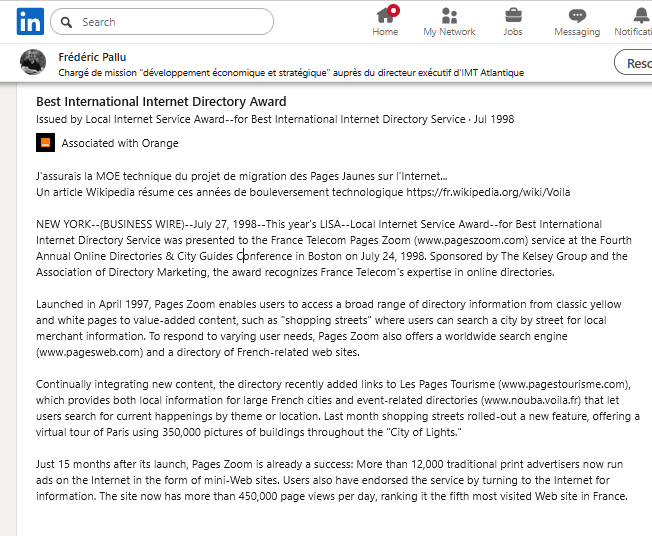 in
Search
Home
My Network
Jobs
Messaging
Notificati
Frédéric Pallu
Chargé de mission "développement économique et stratégique" auprès du directeur exécutif d'IMT Atlantique
Resc
Best International Internet Directory Award
Issued by Local Internet Service Award--for Best International Internet Directory Service · Jul 1998
Associated with Orange
J'assurais la MOE technique du projet de migration des Pages Jaunes sur l'Internet...
Un article Wikipedia résume ces années de bouleversement technologique https://fr.wikipedia.org/wiki/Voila
NEW YORK--(BUSINESS WIRE)--July 27, 1998--This year's LISA--Local Internet Service Award--for Best International
Internet Directory Service was presented to the France Telecom Pages Zoom (www.pageszoom.com) service at the Fourth
Annual Online Directories & City Guides Conference in Boston on July 24, 1998. Sponsored by The Kelsey Group and the
Association of Directory Marketing, the award recognizes France Telecom's expertise in online directories.
Launched in April 1997, Pages Zoom enables users to access a broad range of directory information from classic yellow
and white pages to value-added content, such as "shopping streets" where users can search a city by street for local
merchant information. To respond to varying user needs, Pages Zoom also offers a worldwide search engine
(www.pagesweb.com) and a directory of French-related web sites.
Continually integrating new content, the directory recently added links to Les Pages Tourisme (www.pagestourisme.com),
which provides both local information for large French cities and event-related directories (www.nouba.voila.fr) that let
users search for current happenings by theme or location. Last month shopping streets rolled-out a new feature, offering a
virtual tour of Paris using 350,000 pictures of buildings throughout the "City of Lights."
Just 15 months after its launch, Pages Zoom is already a success: More than 12,000 traditional print advertisers now run
ads on the Internet in the form of mini-Web sites. Users also have endorsed the service by turning to the Internet for
information. The site now has more than 450,000 page views per day, ranking it the fifth most visited Web site in France.